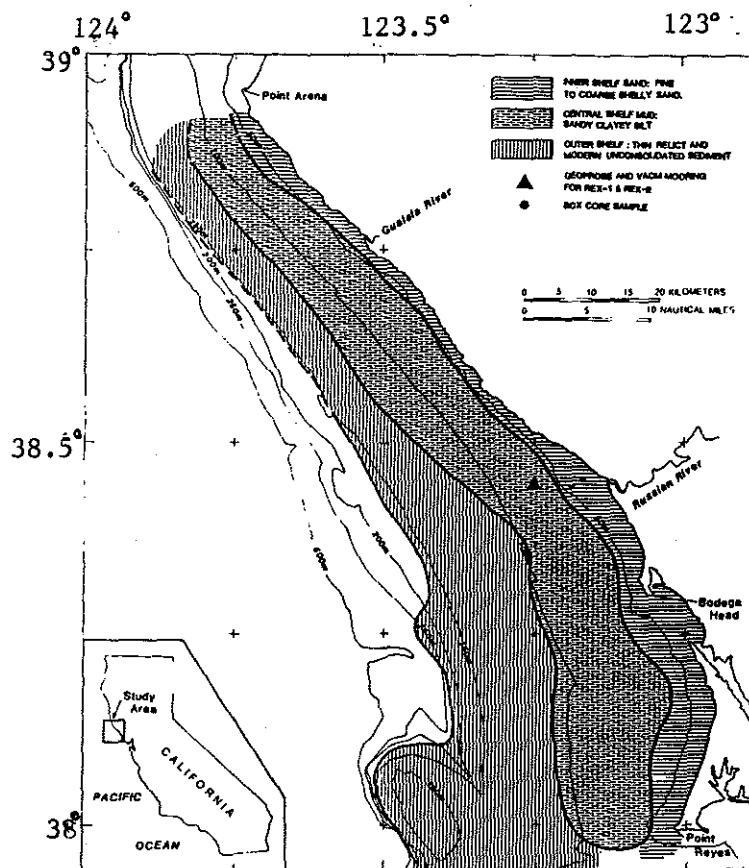 124° 123.5° 123°
39°
Point Arena
INNER SHELF SAND: FINE
TO COARSE SHELLY SAND.
CENTRAL SHELF MUD:
SANDY CLAYEY SILT
OUTER SHELF: THIN RELICT AND
MODERN UNCONSOLIDATED SEDIMENT
GEOPROBE AND VACM MOORING
FOR REX-1 & REX-2
BOX CORE SAMPLE
Gualala River
600m
200m
0 5 10 15 20 KILOMETERS
0 5 10 NAUTICAL MILES
38.5°
Russian River
200m
600m
Bodega
Head
Study
Area
CALIFORNIA
PACIFIC
OCEAN
38°
Point
Reyes